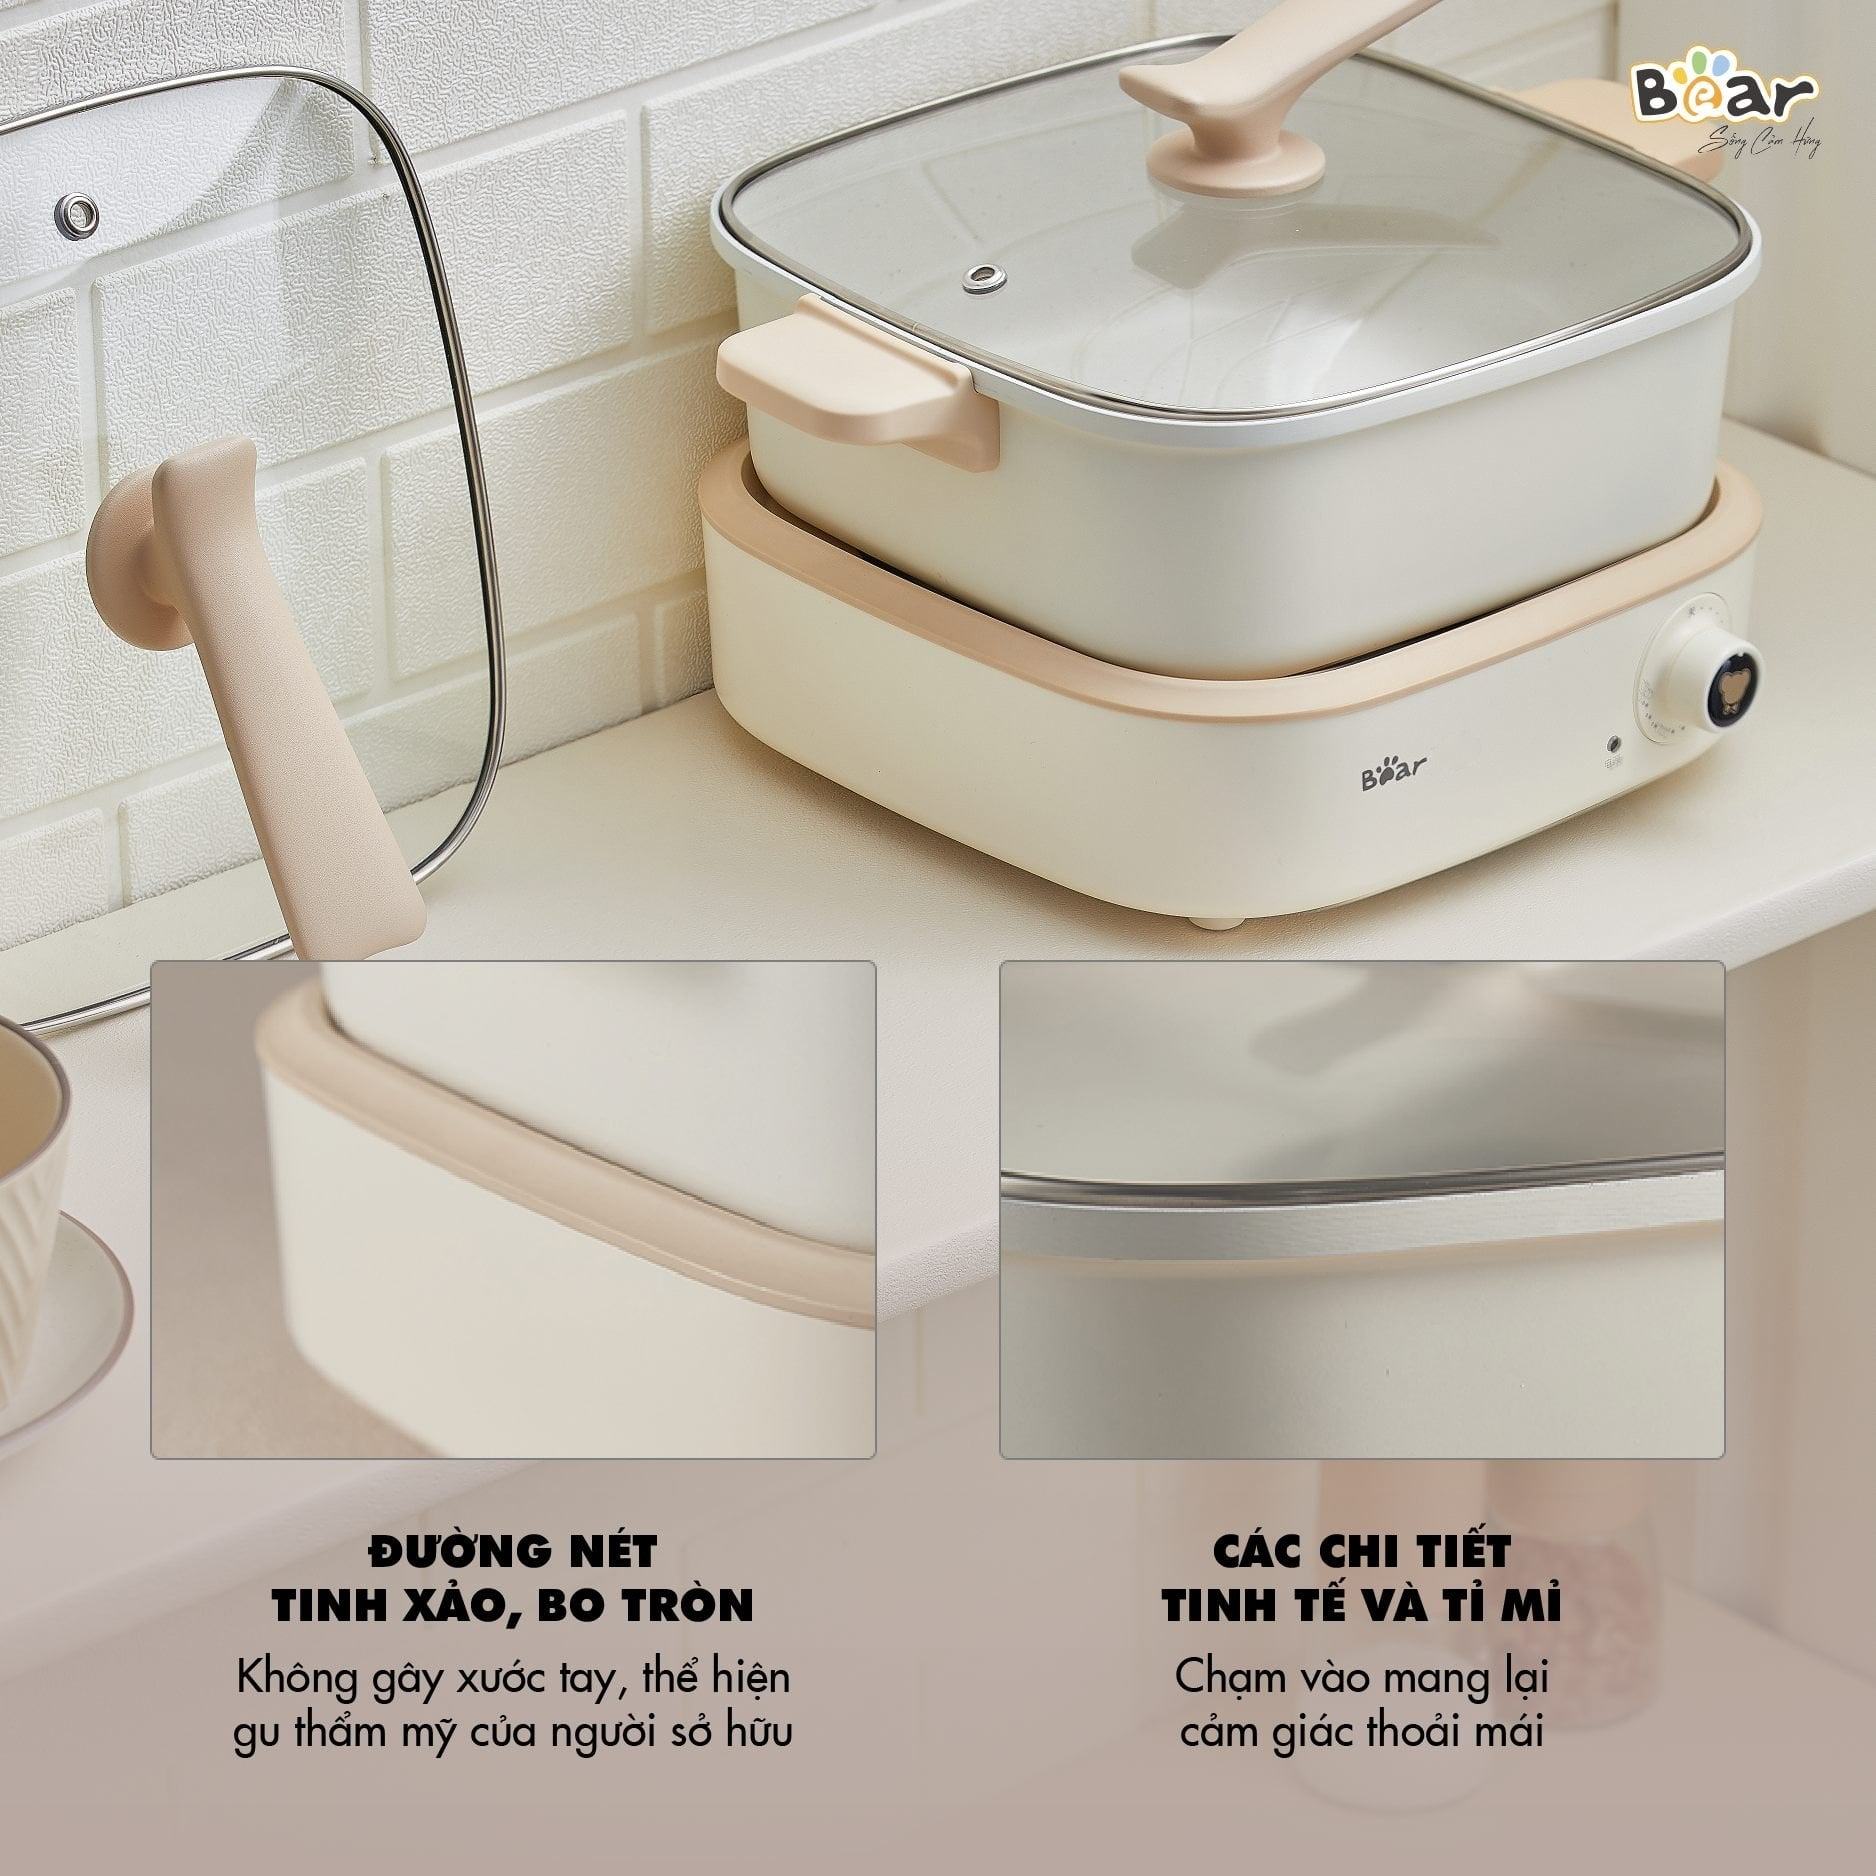 Bear
Sống Cảm Hứng
Bear
ĐƯỜNG NÉT
TINH XẢO, BO TRÒN
Không gây xước tay, thể hiện
gu thẩm mỹ của người sở hữu
CÁC CHI TIẾT
TINH TẾ VÀ TỈ MỈ
Chạm vào mang lại
cảm giác thoải mái